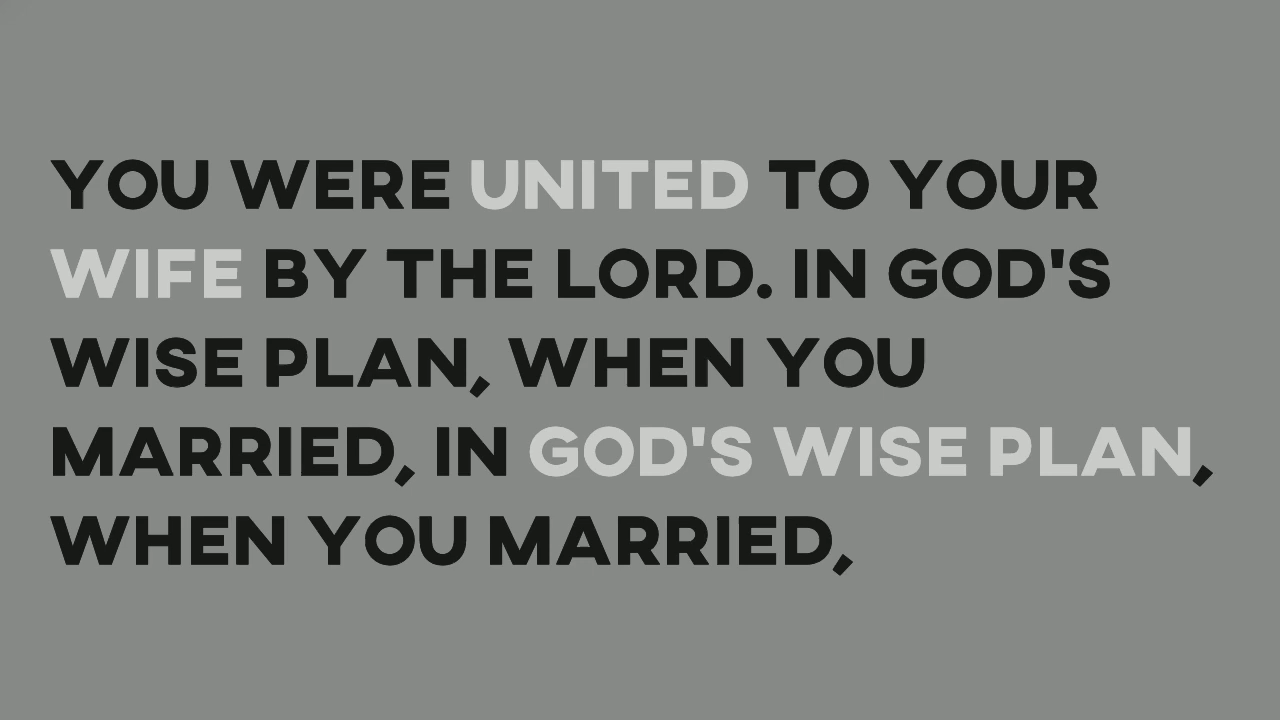 YOU WERE UNITED TO YOUR
WIFE BY THE LORD. IN GOD'S
WISE PLAN, WHEN YOU
MARRIED, IN GOD'S WISE PLAN,
WHEN YOU MARRIED,